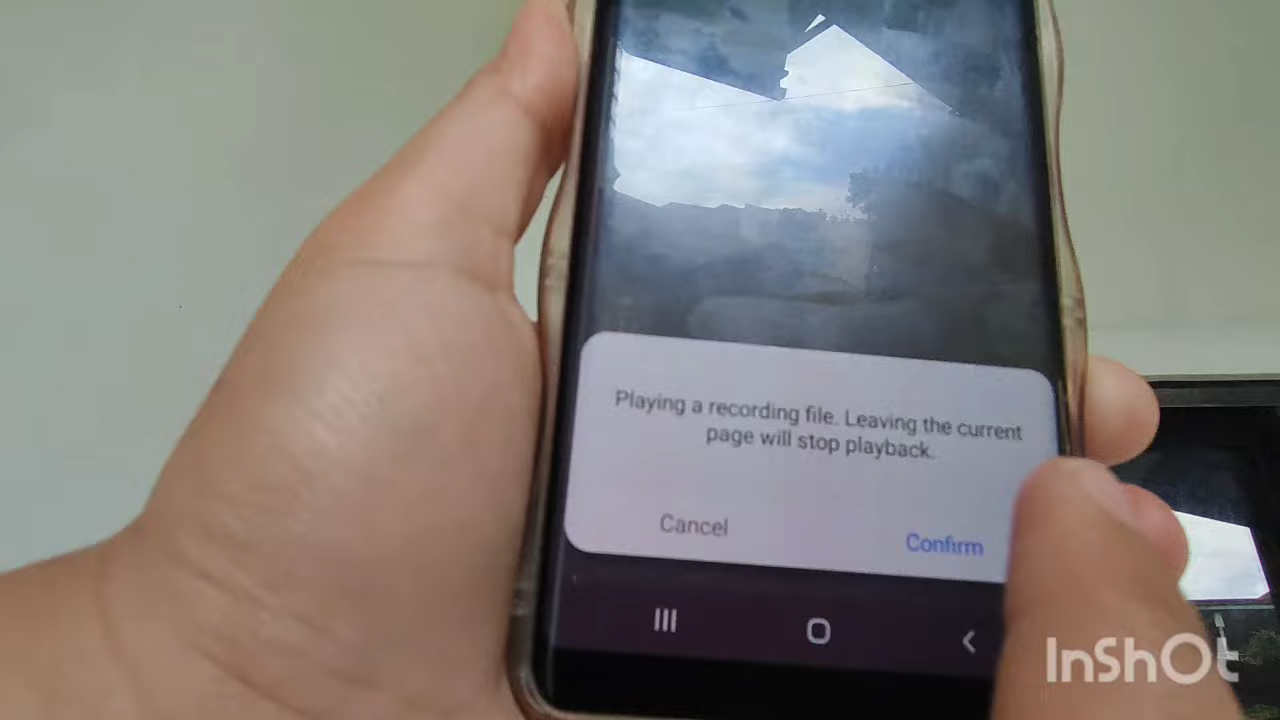 Playing a recording file. Leaving the current
page will stop playback.
Cancel
Confirm
InShOt